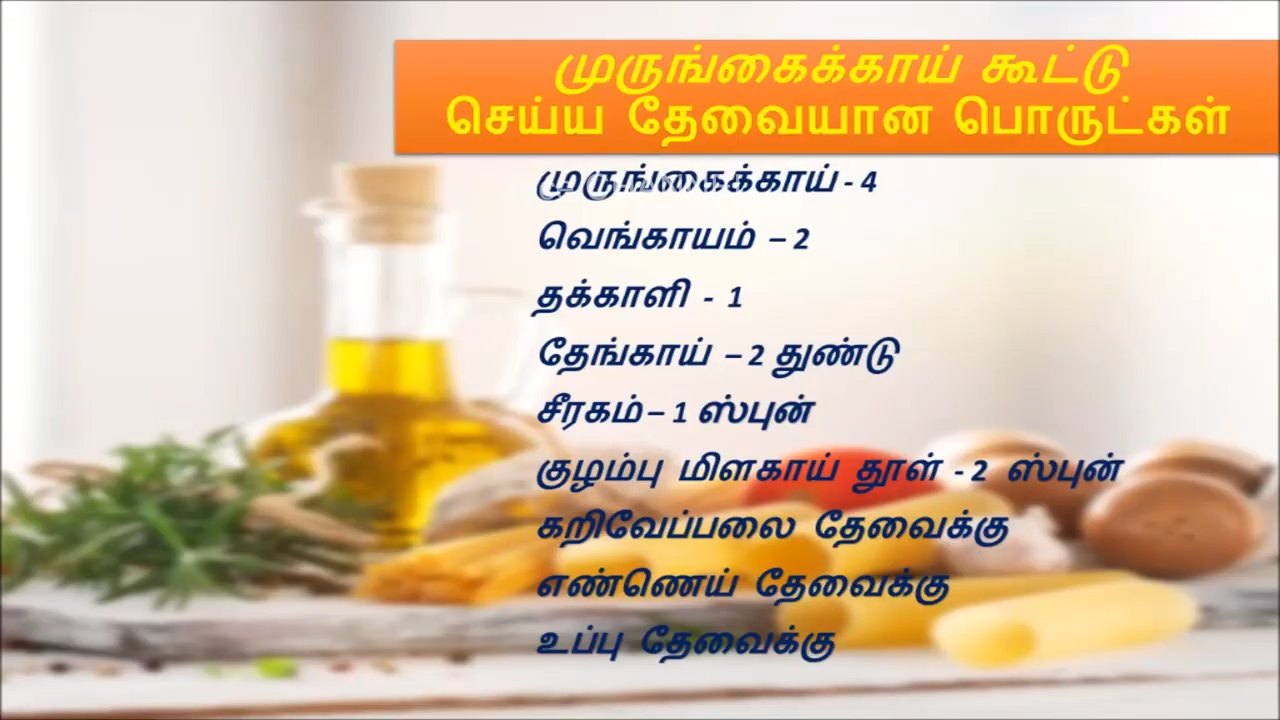 முருங்கைக்காய் கூட்டு
செய்ய தேவையான பொருட்கள்
முருங்கைக்காய் - 4
வெங்காயம் – 2
தக்காளி - 1
தேங்காய் – 2 துண்டு
சீரகம் – 1 ஸ்புன்
குழம்பு மிளகாய் தூள் - 2 ஸ்புன்
கறிவேப்பலை தேவைக்கு
எண்ணெய் தேவைக்கு
உப்பு தேவைக்கு